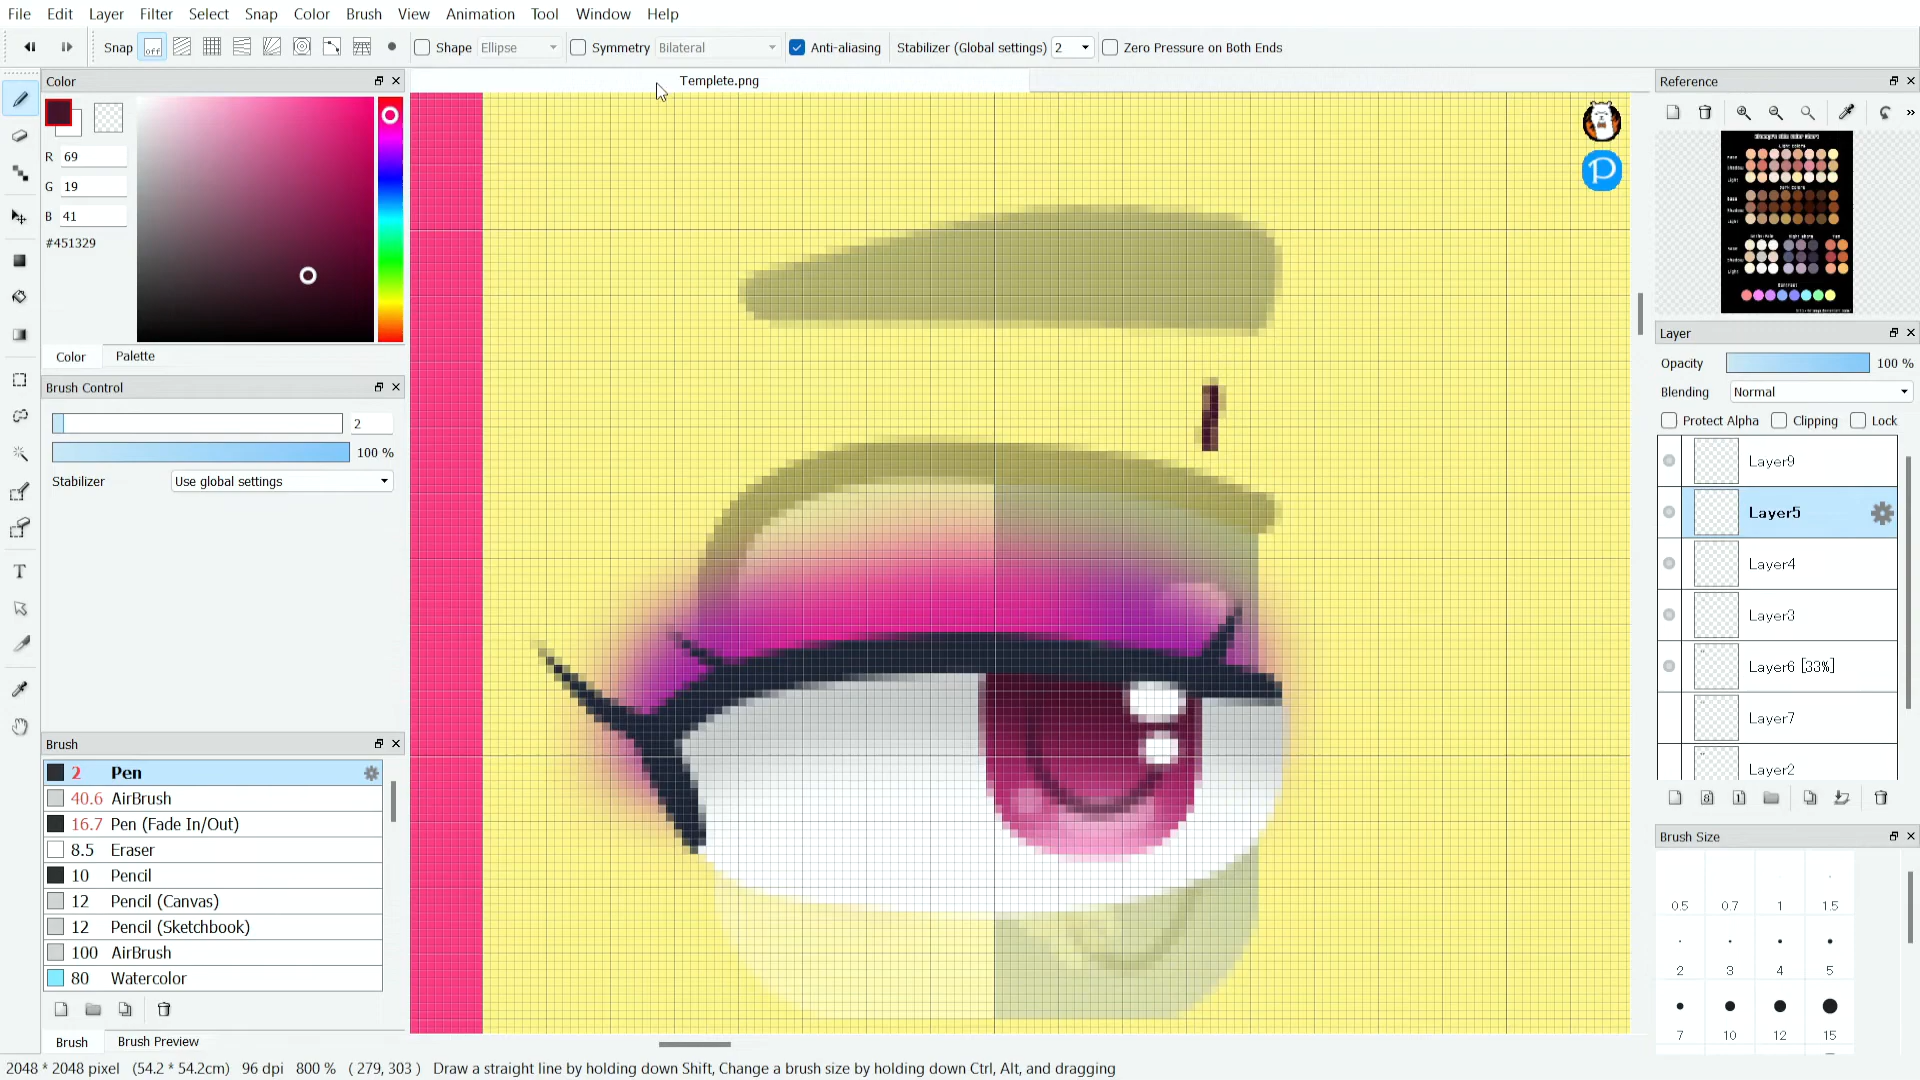 File Edit Layer Filter Select Snap Color Brush View Animation Tool Window Help
Snap off Shape Ellipse Symmetry Bilateral Anti-aliasing Stabilizer (Global settings) 2 Zero Pressure on Both Ends
Color
R 69
G 19
B 41
#451329
Color Palette
Brush Control
2
100 %
Stabilizer Use global settings
Brush
2 Pen
40.6 AirBrush
16.7 Pen (Fade In/Out)
8.5 Eraser
10 Pencil
12 Pencil (Canvas)
12 Pencil (Sketchbook)
100 AirBrush
80 Watercolor
Brush Brush Preview
Templete.png
P
Reference
»
Layer
Opacity 100 %
Blending Normal
Protect Alpha Clipping Lock
Layer9
Layer5
Layer4
Layer3
Layer6 [33%]
Layer7
Layer2
Brush Size
0.5 0.7 1 1.5
2 3 4 5
7 10 12 15
2048 * 2048 pixel (54.2 * 54.2cm) 96 dpi 800 % ( 279, 303 ) Draw a straight line by holding down Shift, Change a brush size by holding down Ctrl, Alt, and dragging